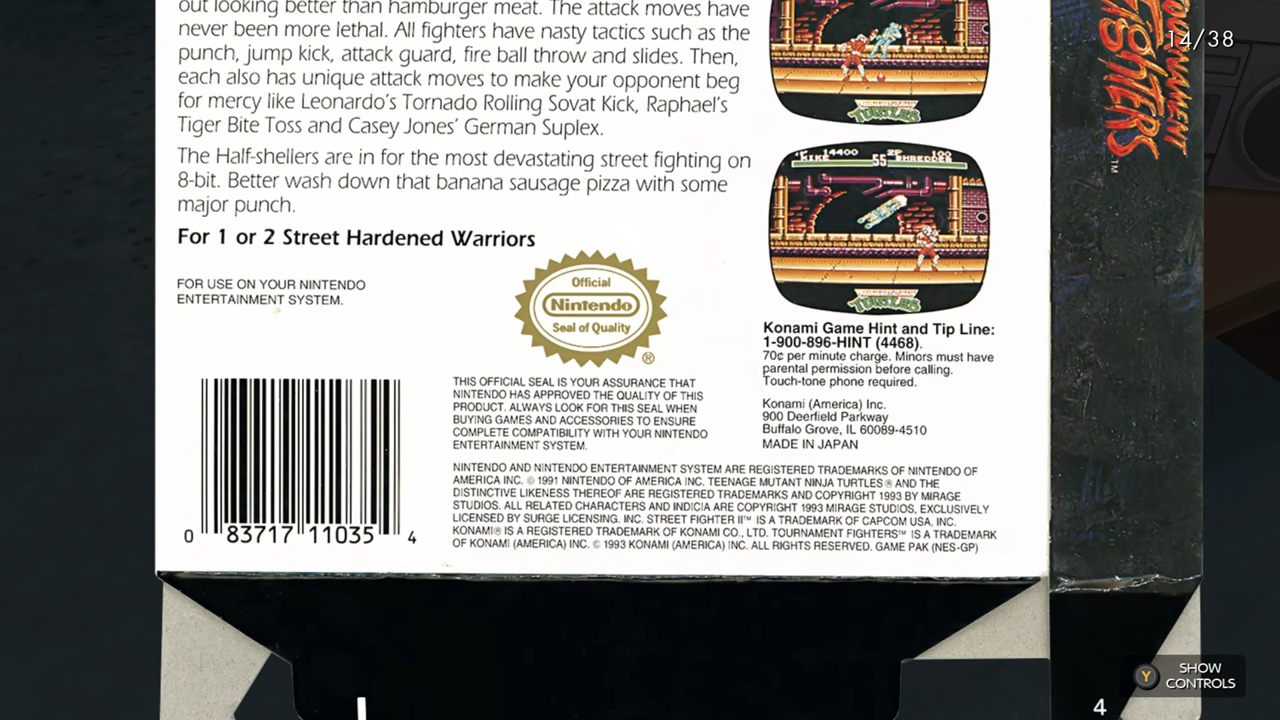 out looking better than hamburger meat. The attack moves have
never been more lethal. All fighters have nasty tactics such as the
punch, jump kick, attack guard, fire ball throw and slides. Then,
each also has unique attack moves to make your opponent beg
for mercy like Leonardo's Tornado Rolling Sovat Kick, Raphael's
Tiger Bite Toss and Casey Jones' German Suplex.
The Half-shellers are in for the most devastating street fighting on
8-bit. Better wash down that banana sausage pizza with some
major punch.
For 1 or 2 Street Hardened Warriors
FOR USE ON YOUR NINTENDO
ENTERTAINMENT SYSTEM.
Official
Nintendo
Seal of Quality
®
THIS OFFICIAL SEAL IS YOUR ASSURANCE THAT
NINTENDO HAS APPROVED THE QUALITY OF THIS
PRODUCT. ALWAYS LOOK FOR THIS SEAL WHEN
BUYING GAMES AND ACCESSORIES TO ENSURE
COMPLETE COMPATIBILITY WITH YOUR NINTENDO
ENTERTAINMENT SYSTEM.
TURTLES
1P 14400 55 2P 100
MIKE SHREDDER
TURTLES
Konami Game Hint and Tip Line:
1-900-896-HINT (4468).
70¢ per minute charge. Minors must have
parental permission before calling.
Touch-tone phone required.
Konami (America) Inc.
900 Deerfield Parkway
Buffalo Grove, IL 60089-4510
MADE IN JAPAN
NINTENDO AND NINTENDO ENTERTAINMENT SYSTEM ARE REGISTERED TRADEMARKS OF NINTENDO OF
AMERICA INC. © 1991 NINTENDO OF AMERICA INC. TEENAGE MUTANT NINJA TURTLES® AND THE
DISTINCTIVE LIKENESS THEREOF ARE REGISTERED TRADEMARKS AND COPYRIGHT 1993 BY MIRAGE
STUDIOS. ALL RELATED CHARACTERS AND INDICIA ARE COPYRIGHT 1993 MIRAGE STUDIOS, EXCLUSIVELY
LICENSED BY SURGE LICENSING. INC. STREET FIGHTER II™ IS A TRADEMARK OF CAPCOM USA, INC.
KONAMI® IS A REGISTERED TRADEMARK OF KONAMI CO., LTD. TOURNAMENT FIGHTERS™ IS A TRADEMARK
OF KONAMI (AMERICA) INC. © 1993 KONAMI (AMERICA) INC. ALL RIGHTS RESERVED. GAME PAK (NES-GP)
0 83717 11035 4
FIGHTERS™
14/38
Y SHOW
CONTROLS
4